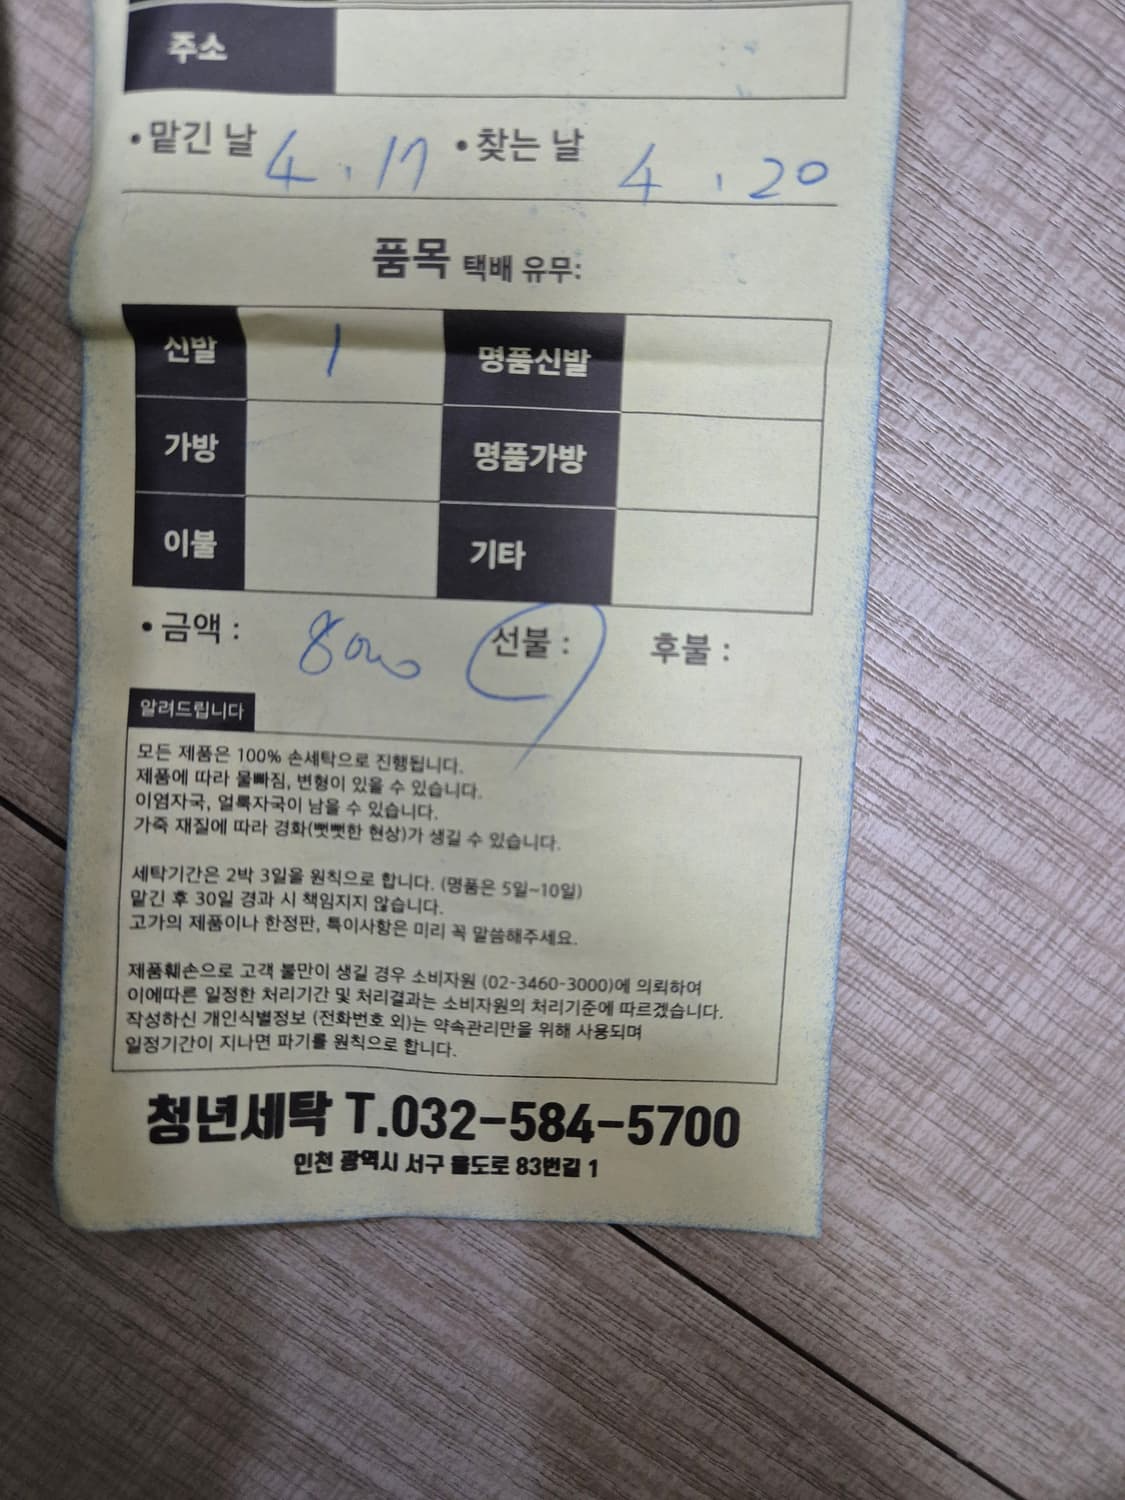 주소
• 맡긴 날 4.17 • 찾는 날 4.20
품목 택배 유무:
신발 1 명품신발
가방 명품가방
이불 기타
• 금액 : 8000 선불 : 후불 :
알려드립니다
모든 제품은 100% 손세탁으로 진행됩니다.
제품에 따라 물빠짐, 변형이 있을 수 있습니다.
이염자국, 얼룩자국이 남을 수 있습니다.
가죽 재질에 따라 경화(뻣뻣한 현상)가 생길 수 있습니다.
세탁기간은 2박 3일을 원칙으로 합니다. (명품은 5일~10일)
맡긴 후 30일 경과 시 책임지지 않습니다.
고가의 제품이나 한정판, 특이사항은 미리 꼭 말씀해주세요.
제품훼손으로 고객 불만이 생길 경우 소비자원 (02-3460-3000)에 의뢰하여
이에따른 일정한 처리기간 및 처리결과는 소비자원의 처리기준에 따르겠습니다.
작성하신 개인식별정보 (전화번호 외)는 약속관리만을 위해 사용되며
일정기간이 지나면 파기를 원칙으로 합니다.
청년세탁 T.032-584-5700
인천 광역시 서구 율도로 83번길 1